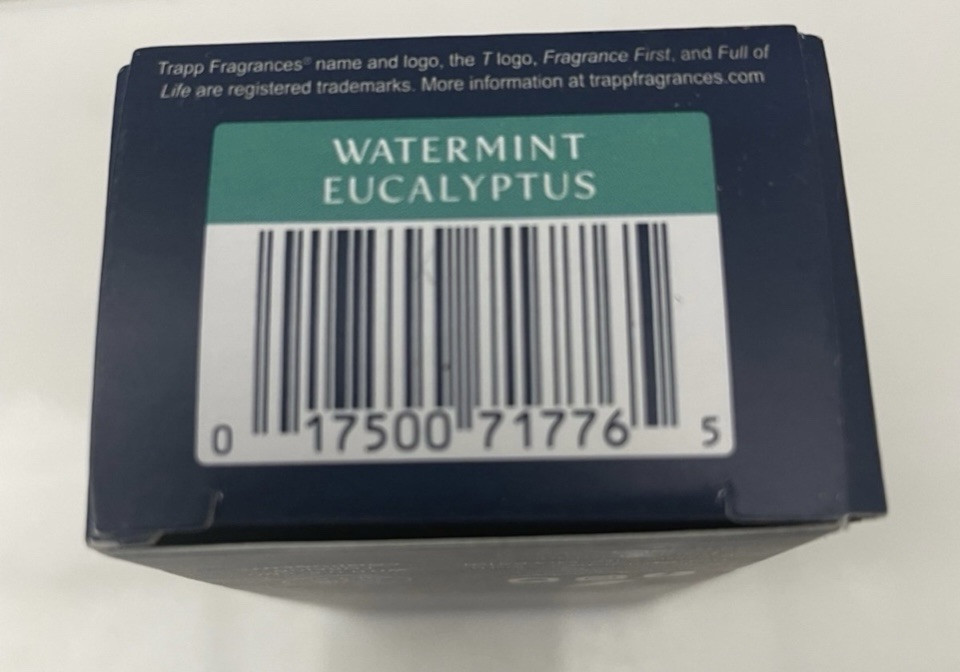 Trapp Fragrances® name and logo, the T logo, Fragrance First, and Full of
Life are registered trademarks. More information at trappfragrances.com
WATERMINT
EUCALYPTUS
0 17500 71776 5